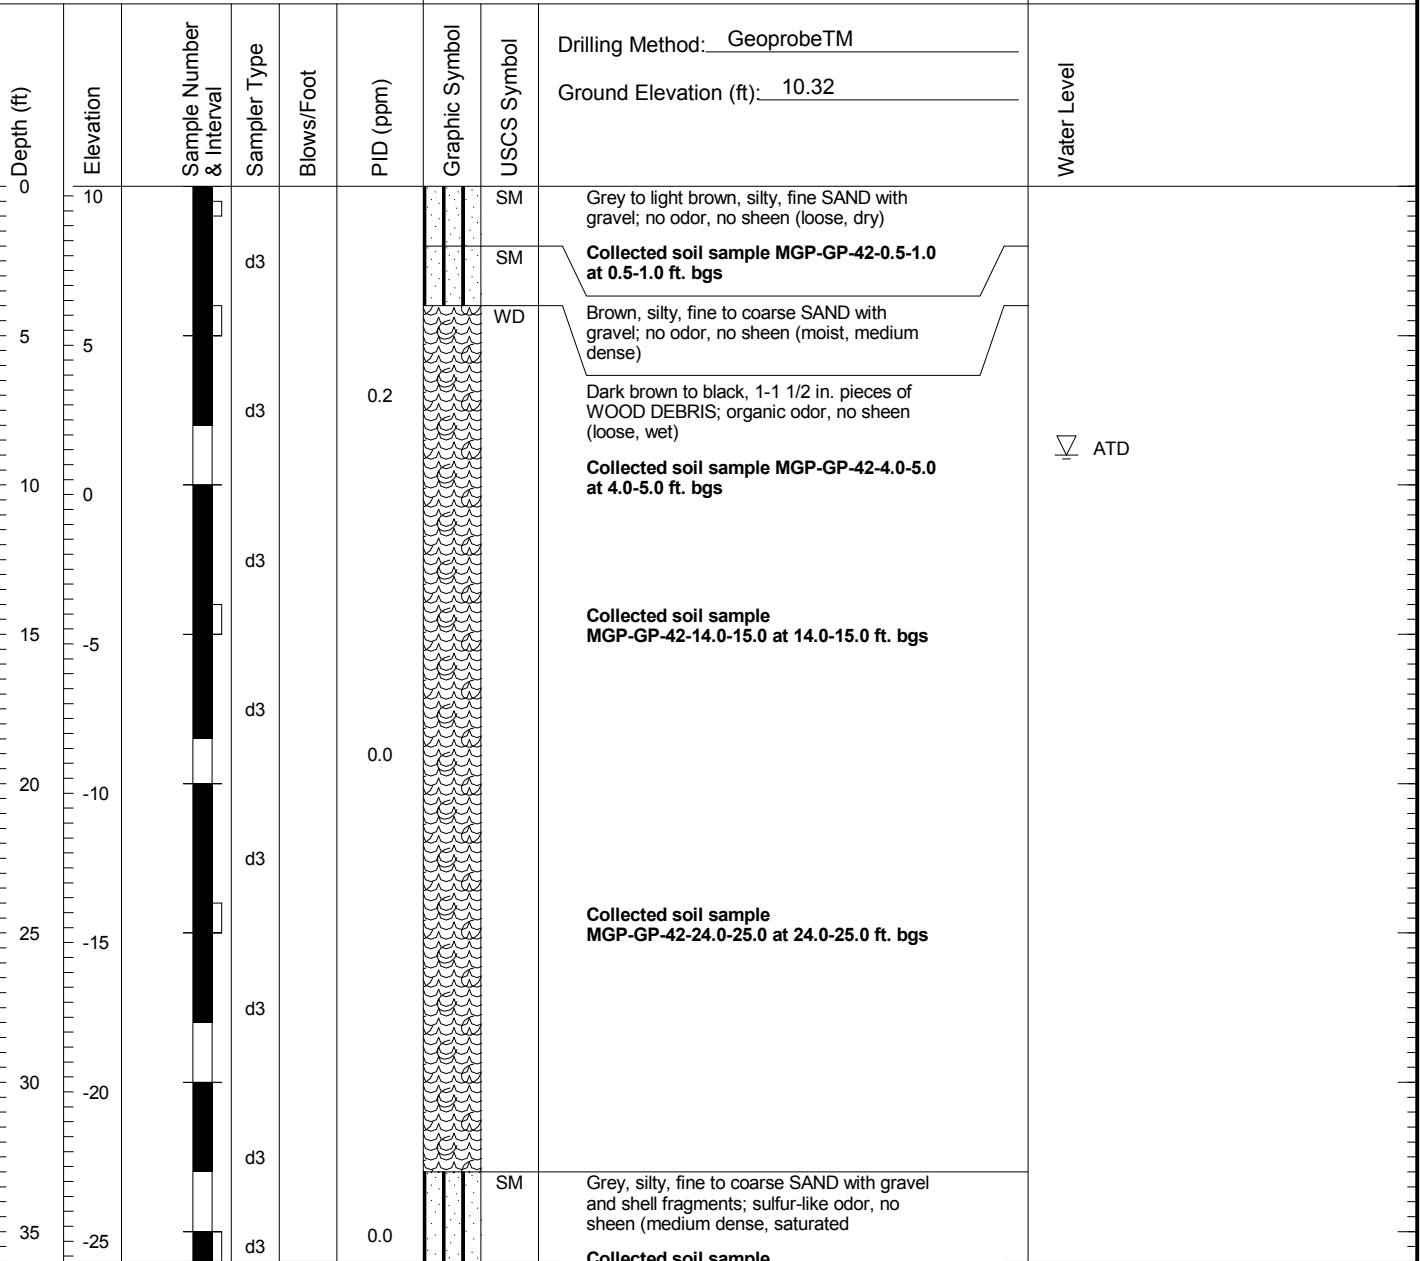 Depth (ft)
Elevation
Sample Number
& Interval
Sampler Type
Blows/Foot
PID (ppm)
Graphic Symbol
USCS Symbol
Drilling Method: GeoprobeTM
Ground Elevation (ft): 10.32
Water Level
0
10
SM
Grey to light brown, silty, fine SAND with
gravel; no odor, no sheen (loose, dry)
d3
SM
Collected soil sample MGP-GP-42-0.5-1.0
at 0.5-1.0 ft. bgs
WD
Brown, silty, fine to coarse SAND with
gravel; no odor, no sheen (moist, medium
dense)
5
5
d3
0.2
Dark brown to black, 1-1 1/2 in. pieces of
WOOD DEBRIS; organic odor, no sheen
(loose, wet)
ATD
Collected soil sample MGP-GP-42-4.0-5.0
at 4.0-5.0 ft. bgs
10
0
d3
Collected soil sample
MGP-GP-42-14.0-15.0 at 14.0-15.0 ft. bgs
15
-5
d3
0.0
20
-10
d3
Collected soil sample
MGP-GP-42-24.0-25.0 at 24.0-25.0 ft. bgs
25
-15
d3
30
-20
d3
SM
Grey, silty, fine to coarse SAND with gravel
and shell fragments; sulfur-like odor, no
sheen (medium dense, saturated
35
-25
d3
0.0
Collected soil sample